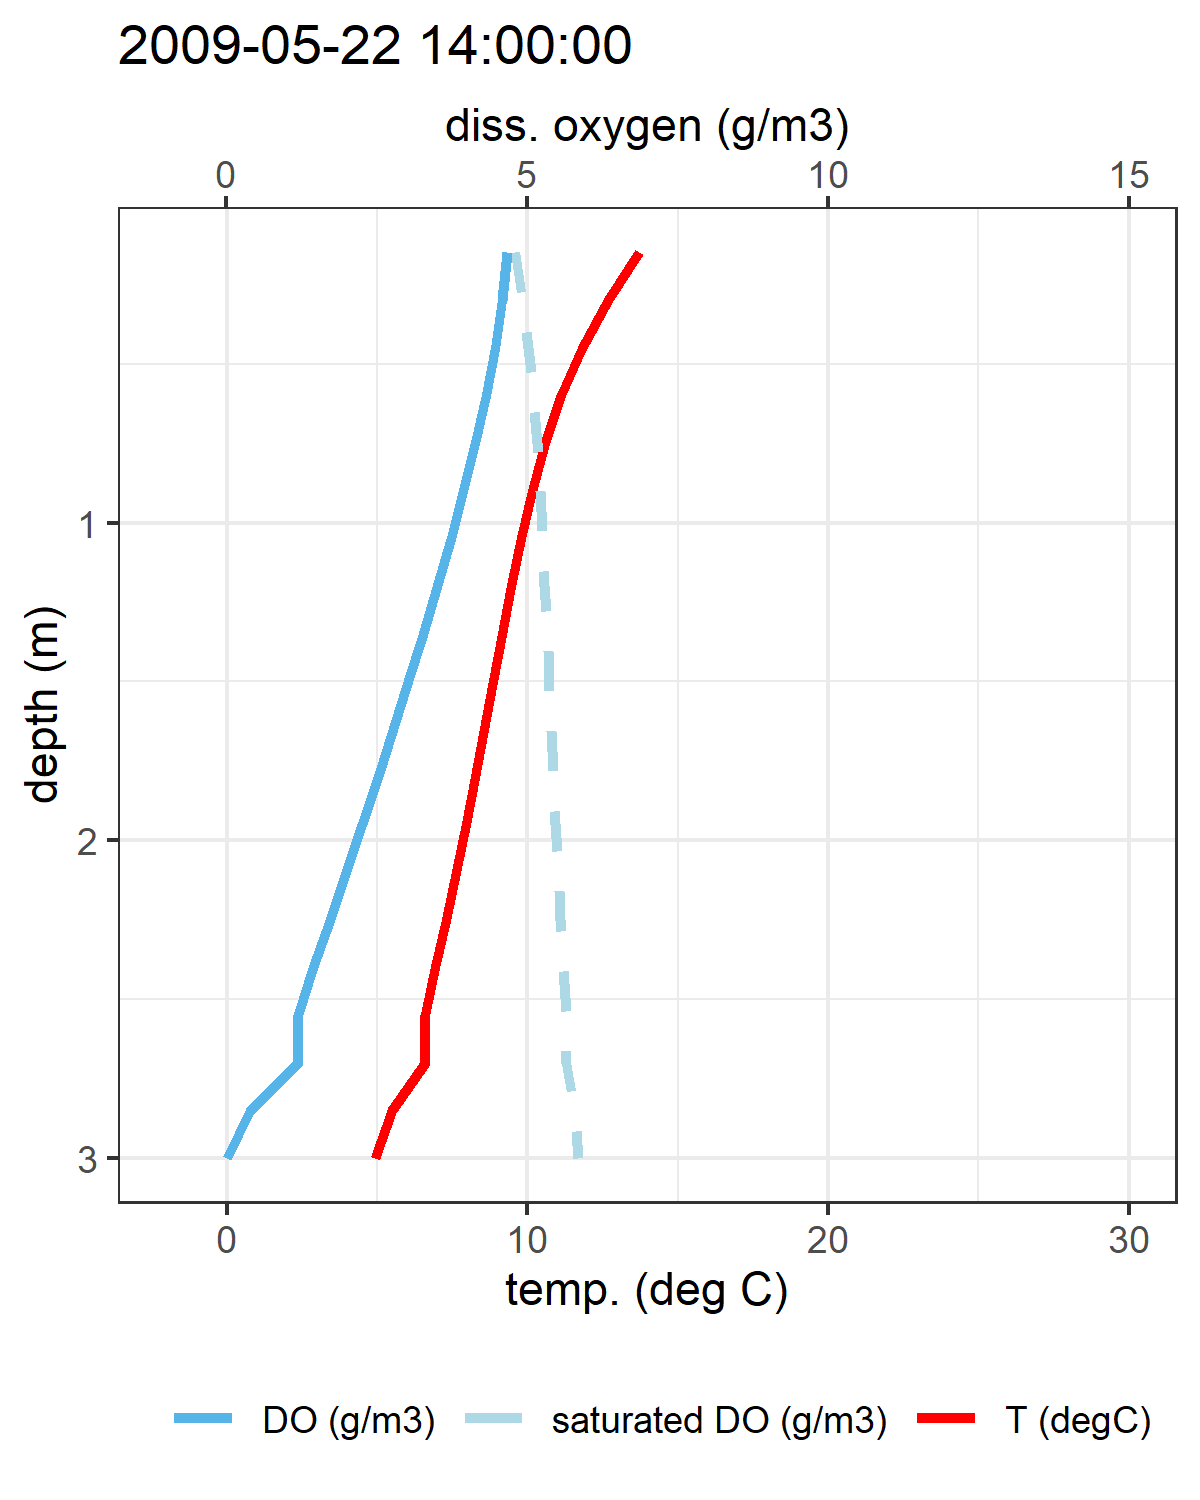 2009-05-22 14:00:00
diss. oxygen (g/m3)
0 5 10 15
1
2
3
depth (m)
0 10 20 30
temp. (deg C)
DO (g/m3) saturated DO (g/m3) T (degC)